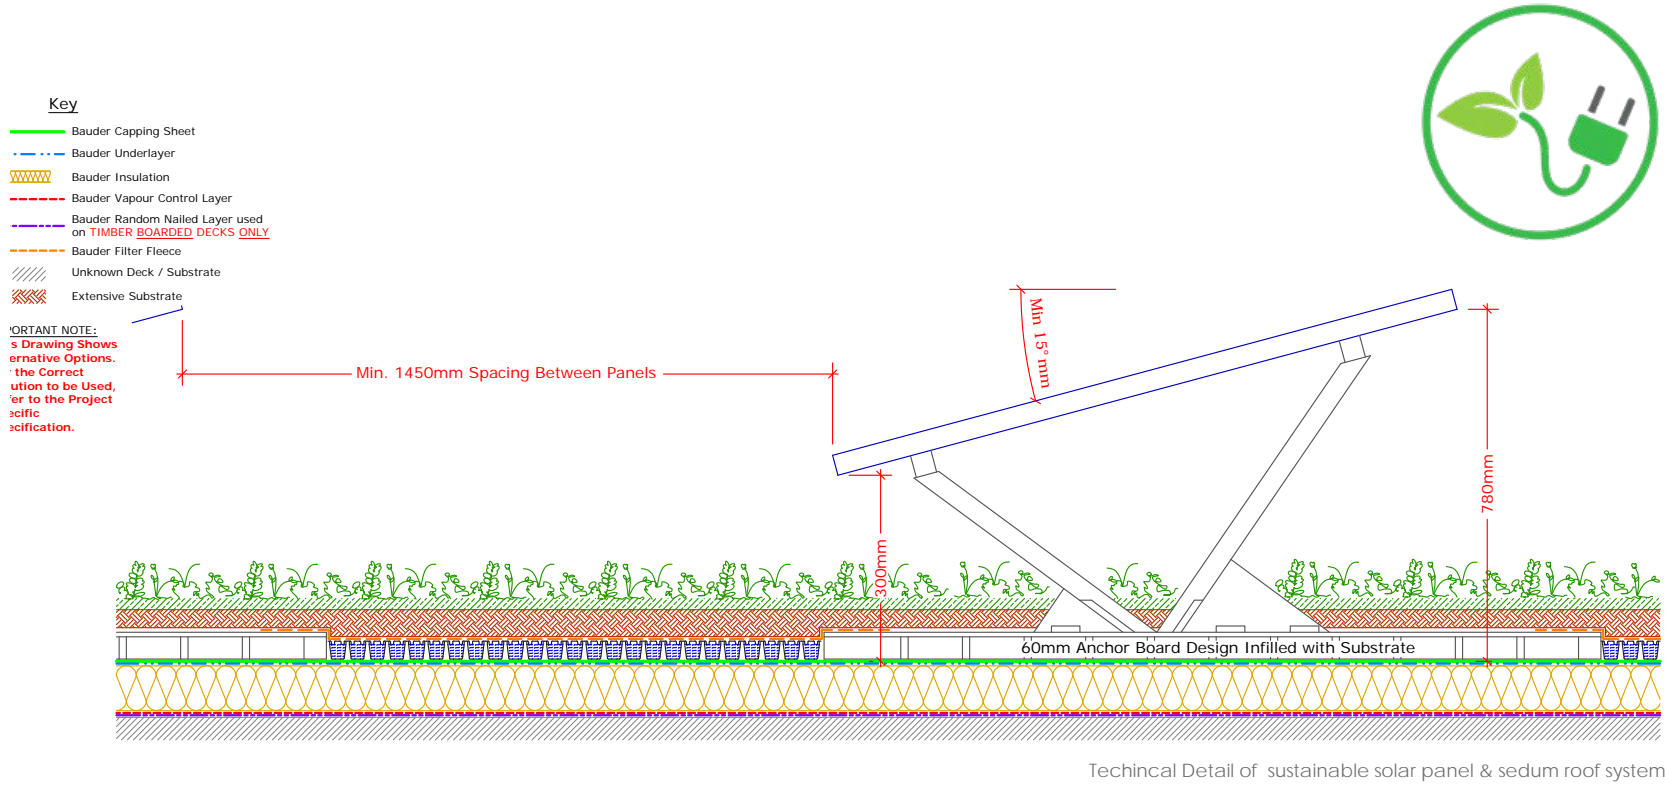 Key
Bauder Capping Sheet
Bauder Underlayer
Bauder Insulation
Bauder Vapour Control Layer
Bauder Random Nailed Layer used
on TIMBER BOARDED DECKS ONLY
Bauder Filter Fleece
Unknown Deck / Substrate
Extensive Substrate
PORTANT NOTE:
s Drawing Shows
ernative Options.
the Correct
ution to be Used,
fer to the Project
ecific
ecification.
Min. 1450mm Spacing Between Panels
Min 15° mm
300mm
780mm
60mm Anchor Board Design Infilled with Substrate
Techincal Detail of sustainable solar panel & sedum roof system